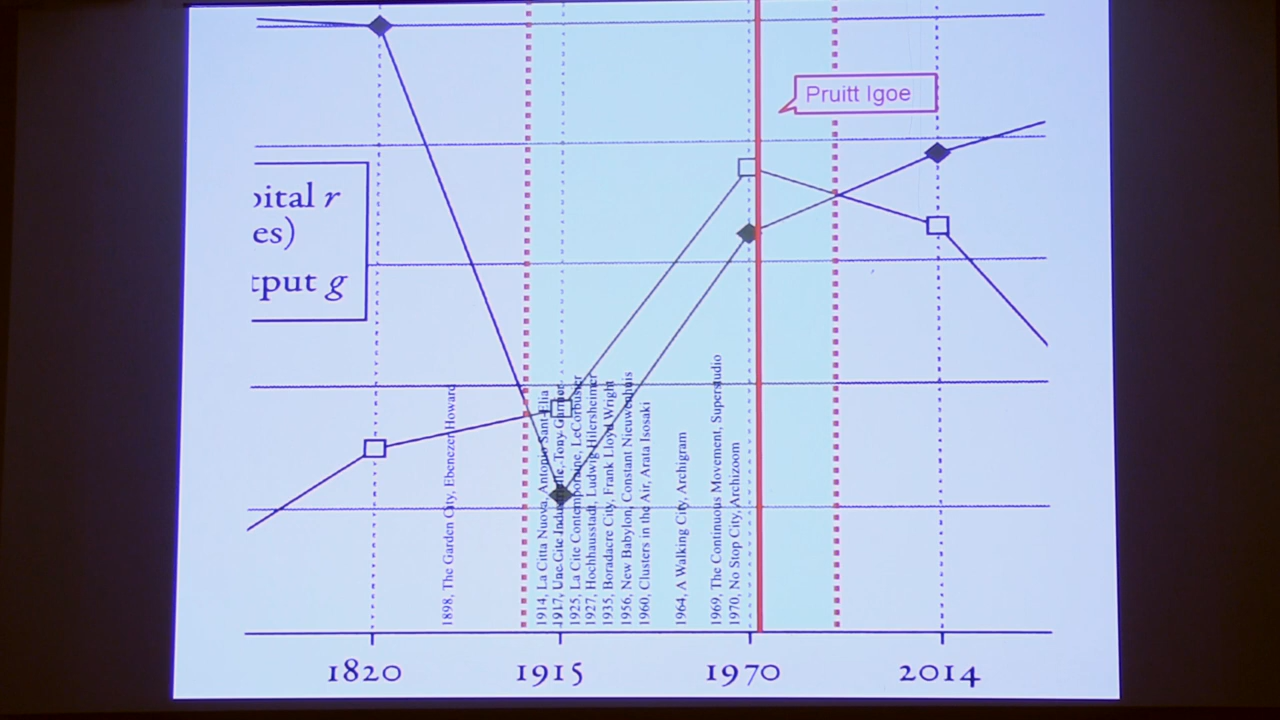 Pruitt Igoe
pital r
es)
tput g
1898, The Garden City, Ebenezer Howard
1914, La Citta Nuova, Antonio Sant-Elia
1917, Une Cite Industrielle, Tony Garnier
1925, La Cite Contemporaine, LeCorbusier
1927, Hochhausstadt, Ludwig Hilersheimer
1935, Boradacre City, Frank Lloyd Wright
1956, New Babylon, Constant Nieuwenhuis
1960, Clusters in the Air, Arata Isosaki
1964, A Walking City, Archigram
1969, The Continuous Movement, Superstudio
1970, No Stop City, Archizoom
1820 1915 1970 2014